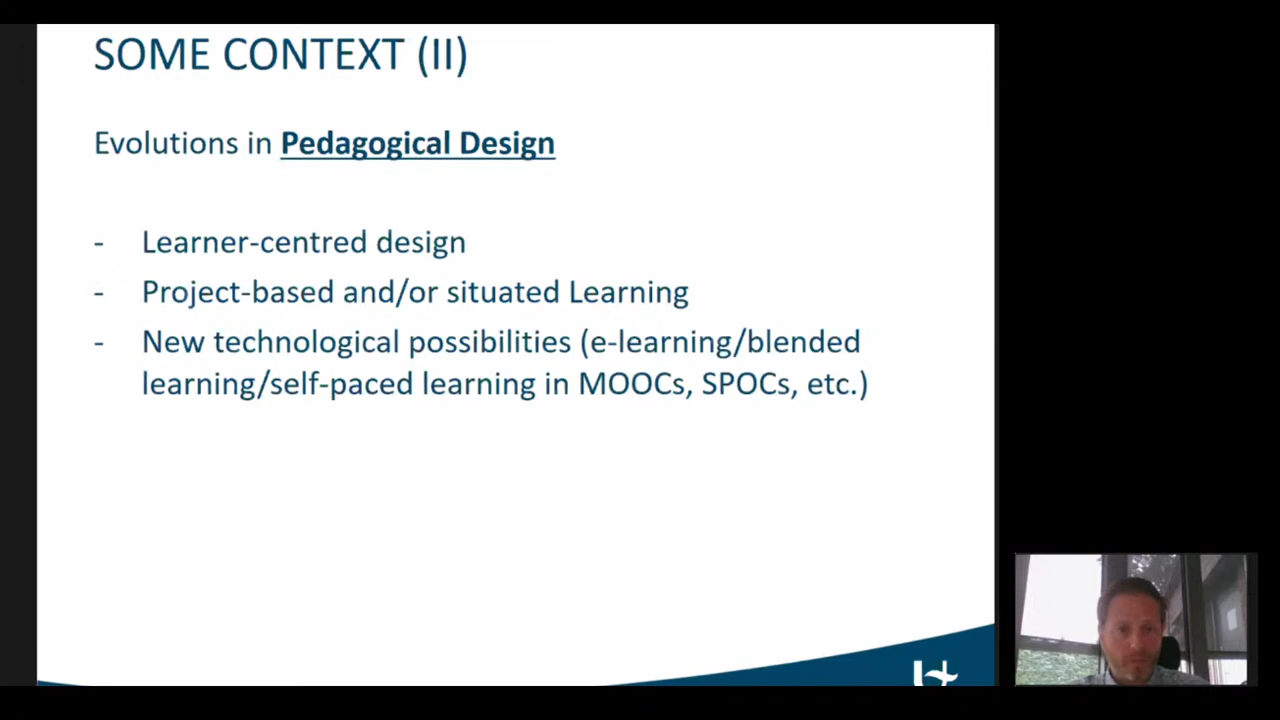 SOME CONTEXT (II)
Evolutions in Pedagogical Design
- Learner-centred design
- Project-based and/or situated Learning
- New technological possibilities (e-learning/blended
learning/self-paced learning in MOOCs, SPOCs, etc.)